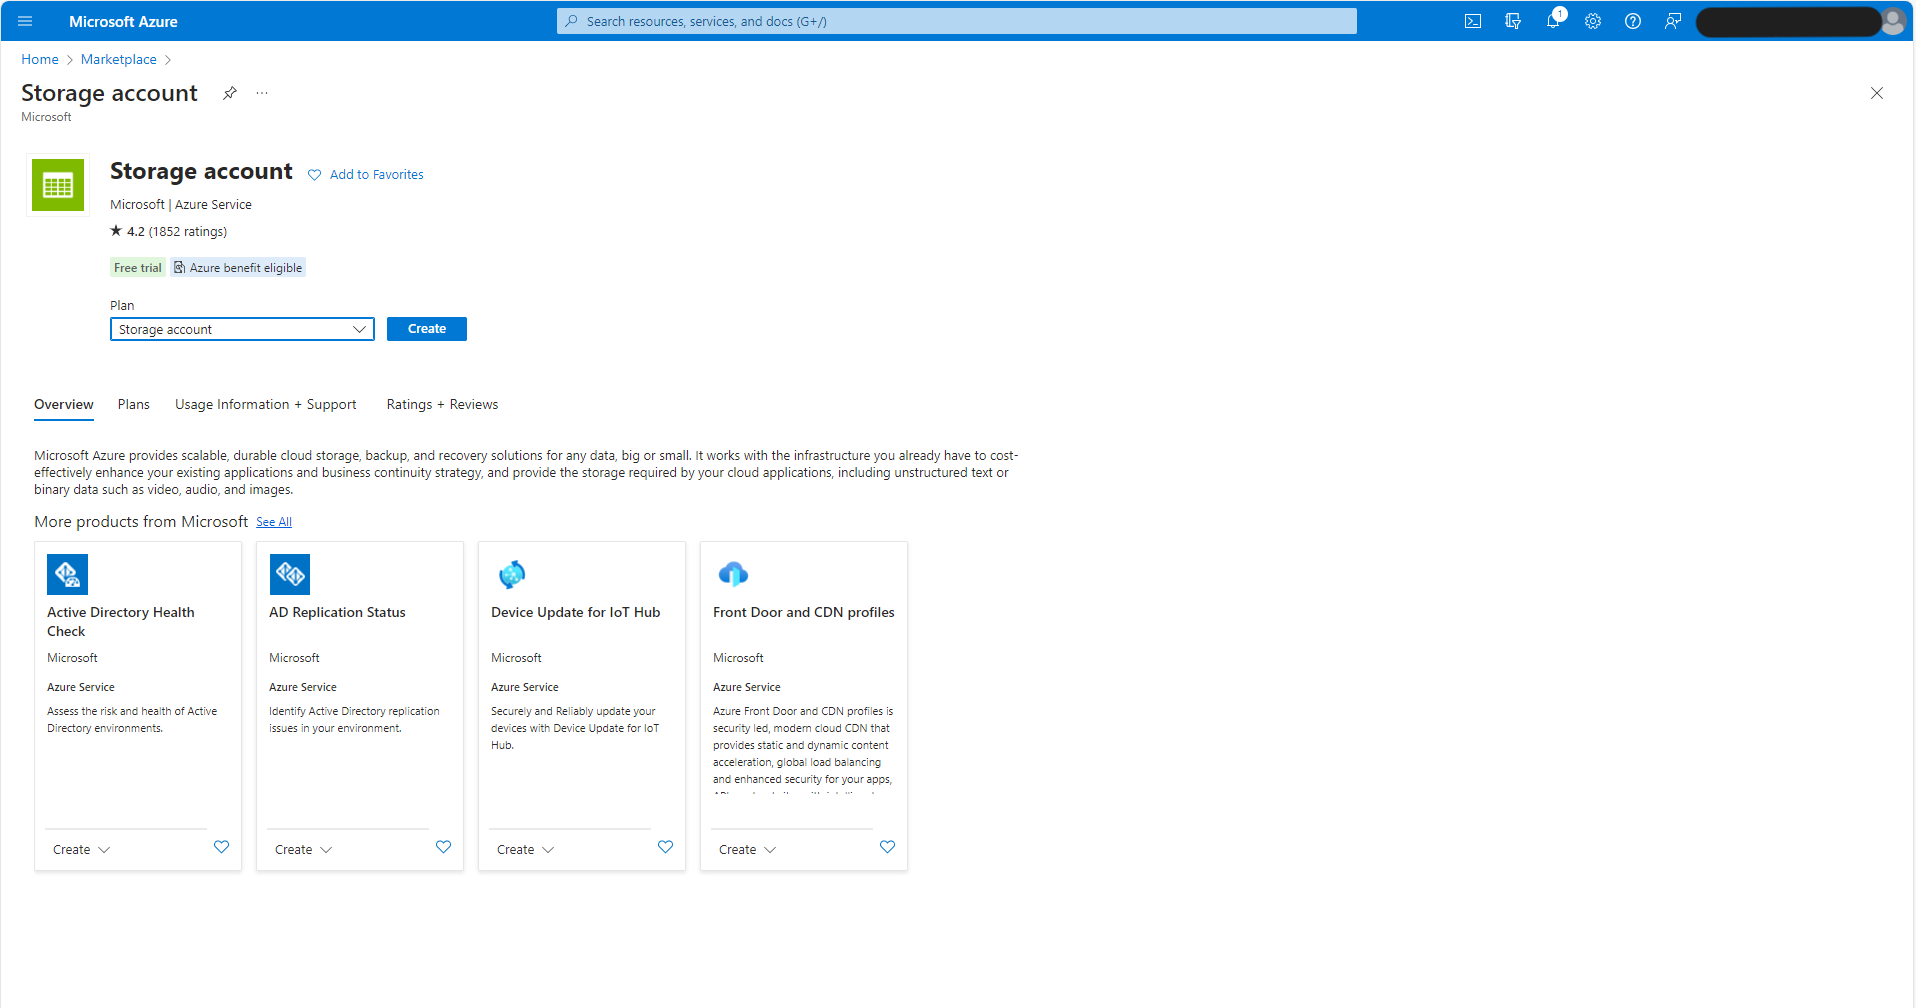 Microsoft Azure
Search resources, services, and docs (G+/)
1
Home
Marketplace
Storage account
Microsoft
Storage account
Add to Favorites
Microsoft | Azure Service
4.2 (1852 ratings)
Free trial
Azure benefit eligible
Plan
Storage account
Create
Overview
Plans
Usage Information + Support
Ratings + Reviews
Microsoft Azure provides scalable, durable cloud storage, backup, and recovery solutions for any data, big or small. It works with the infrastructure you already have to cost-
effectively enhance your existing applications and business continuity strategy, and provide the storage required by your cloud applications, including unstructured text or
binary data such as video, audio, and images.
More products from Microsoft See All
Active Directory Health
Check
Microsoft
Azure Service
Assess the risk and health of Active
Directory environments.
Create
AD Replication Status
Microsoft
Azure Service
Identify Active Directory replication
issues in your environment.
Create
Device Update for IoT Hub
Microsoft
Azure Service
Securely and Reliably update your
devices with Device Update for IoT
Hub.
Create
Front Door and CDN profiles
Microsoft
Azure Service
Azure Front Door and CDN profiles is
security led, modern cloud CDN that
provides static and dynamic content
acceleration, global load balancing
and enhanced security for your apps,
Create